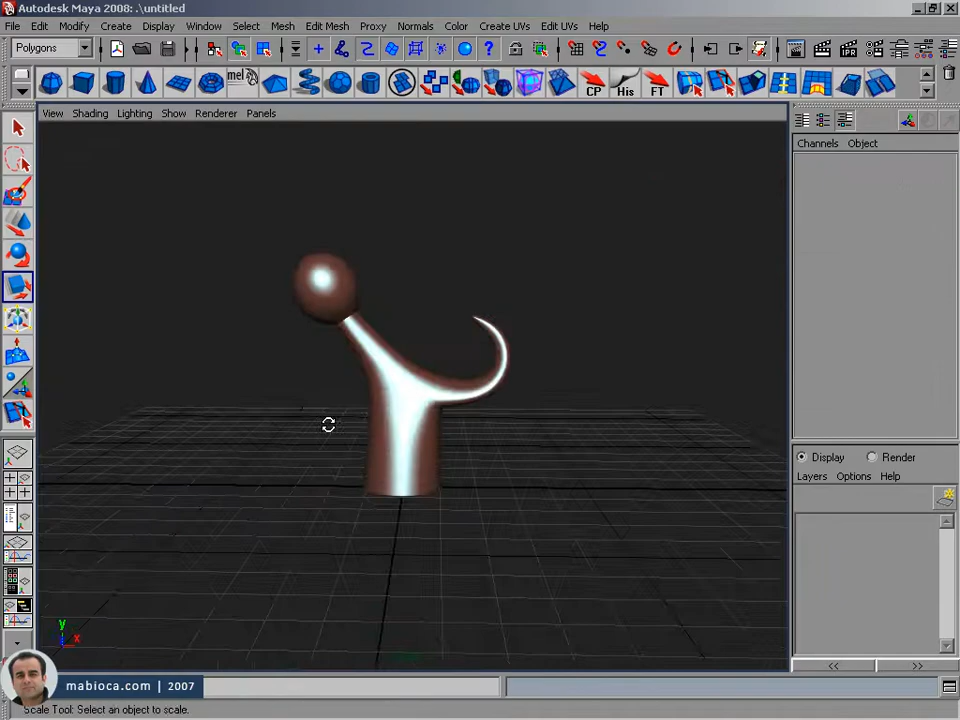 Autodesk Maya 2008: .\untitled
File Edit Modify Create Display Window Select Mesh Edit Mesh Proxy Normals Color Create UVs Edit UVs Help
Polygons
IPR
mel CP His FT
View Shading Lighting Show Renderer Panels
Channels Object
Display Render
Layers Options Help
y
x
<< >>
mabioca.com | 2007
Scale Tool: Select an object to scale.